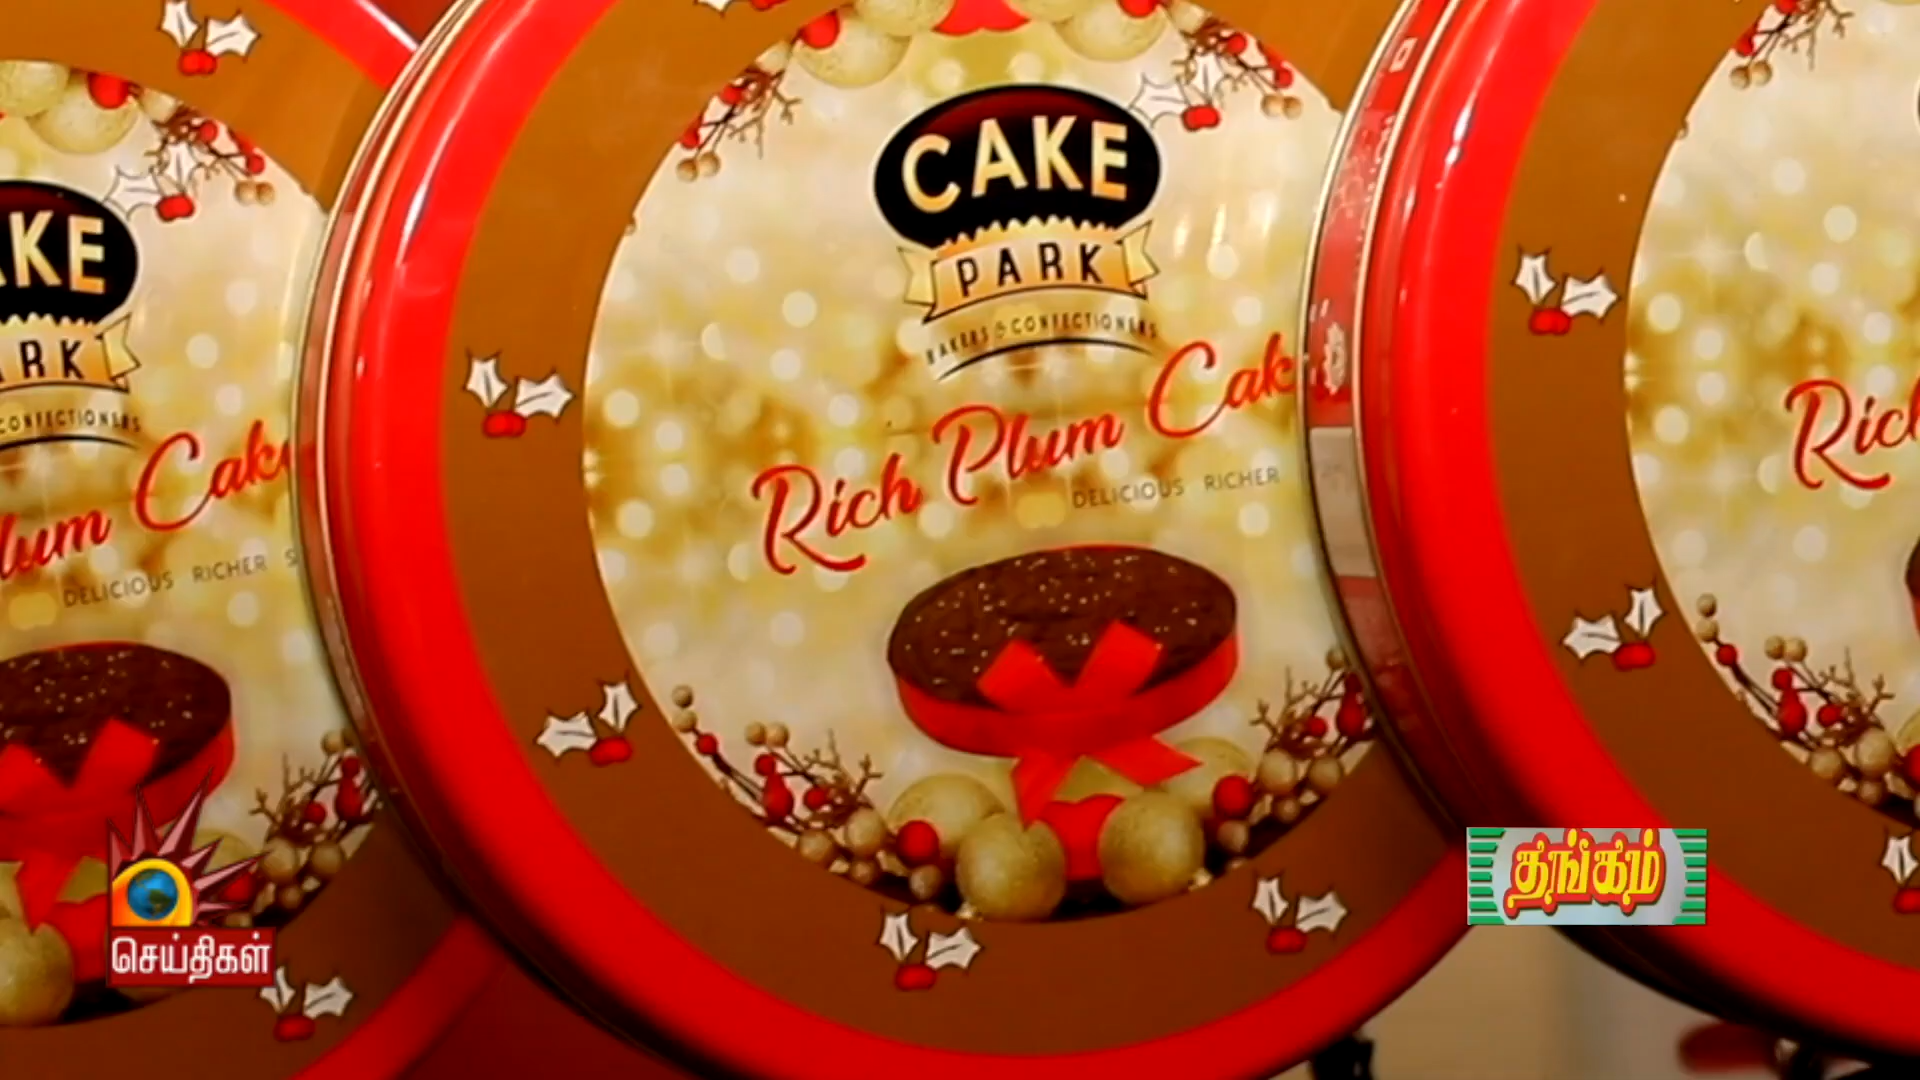 CAKE
PARK
BAKERS & CONFECTIONERS
Rich Plum Cak
DELICIOUS RICHER
AKE
ARK
CONFECTIONERS
lum Cake
DELICIOUS RICHER S
Rich
தங்கம்
செய்திகள்